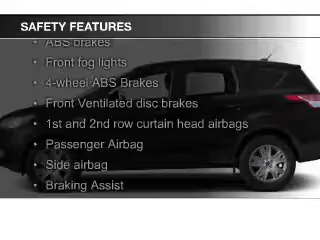 SAFETY FEATURES
• ABS brakes
• Front fog lights
• 4-wheel ABS Brakes
• Front Ventilated disc brakes
• 1st and 2nd row curtain head airbags
• Passenger Airbag
• Side airbag
• Braking Assist